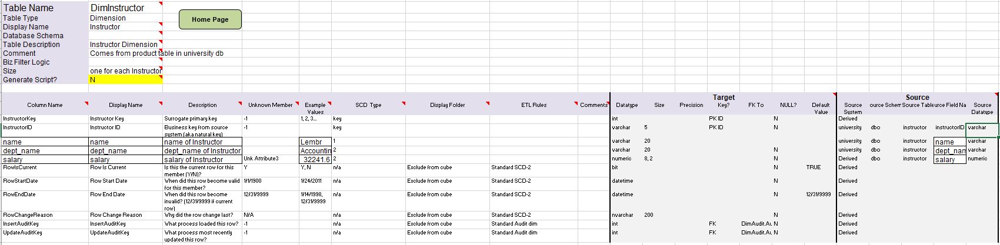 Table Name DimInstructor
Table Type Dimension
Home Page
Display Name Instructor
Database Schema
Table Description Instructor Dimension
Comment Comes from product table in university db
Biz Filter Logic
Size one for each Instructor
Generate Script? N
Target Source
Column Name Display Name Description Unknown Member Example Values SCD Type Display Folder ETL Rules Comments Datatype Size Precision Key? FK To NULL? Default Value Source System ource Schem Source Table urce Field Na Source Datatype
InstructorKey Instructor Key Surrogate primary key -1 1, 2, 3... key int PK ID N Derived
InstructorID Instructor ID Business key from source -1 key varchar 5 PK ID N university dbo instructor instructorID varchar
system (aka natural key)
name name name of Instructor Lembr 1 varchar 20 university dbo instructor name varchar
dept_name dept_name dept_name of Instructor Accountin 2 varchar 20 N university dbo instructor dept_nam varchar
salary salary salary of Instructor Unk Attribute3 32241.6 2 numeric 8, 2 N Derived dbo instructor salary numeric
RowIsCurrent Row Is Current Is this the current row for this Y Y, N n/a Exclude from cube Standard SCD-2 bit N TRUE Derived
member (Y/N)?
RowStartDate Row Start Date When did this row become valid 1/1/1900 1/24/2011 n/a Exclude from cube Standard SCD-2 datetime N Derived
for this member?
RowEndDate Row End Date When did this row become 12/31/9999 1/14/1998, n/a Exclude from cube Standard SCD-2 datetime N 12/31/9999 Derived
invalid? (12/31/9999 if current 12/31/9999
row)
RowChangeReason Row Change Reason Why did the row change last? N/A n/a Exclude from cube Standard SCD-2 nvarchar 200 N Derived
InsertAuditKey InsertAuditKey What process loaded this row? -1 n/a Exclude from cube Standard Audit dim int FK DimAudit.Au N Derived
UpdateAuditKey UpdateAuditKey What process most recently -1 n/a Exclude from cube Standard Audit dim int FK DimAudit.Au N Derived
updated this row?